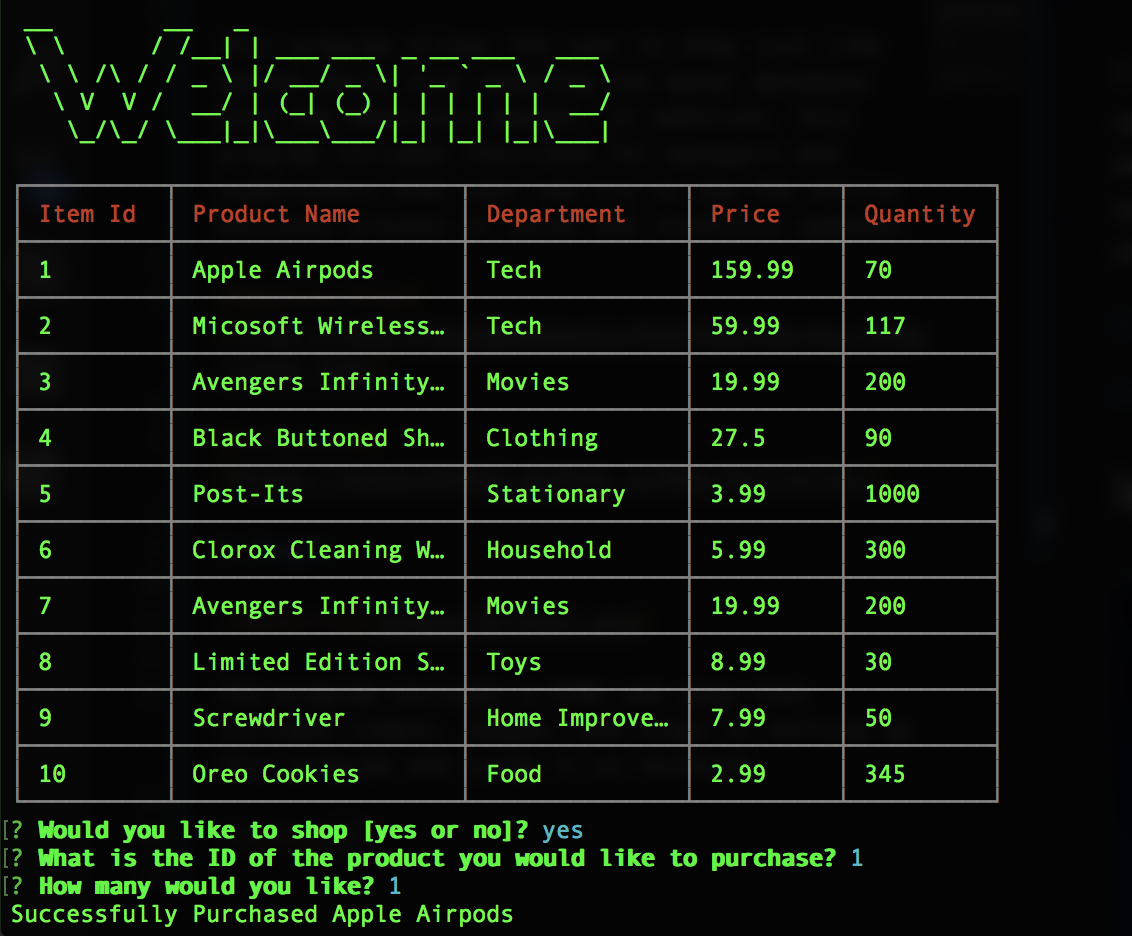 Welcome
Item Id Product Name Department Price Quantity
1 Apple Airpods Tech 159.99 70
2 Micosoft Wireless… Tech 59.99 117
3 Avengers Infinity… Movies 19.99 200
4 Black Buttoned Sh… Clothing 27.5 90
5 Post-Its Stationary 3.99 1000
6 Clorox Cleaning W… Household 5.99 300
7 Avengers Infinity… Movies 19.99 200
8 Limited Edition S… Toys 8.99 30
9 Screwdriver Home Improve… 7.99 50
10 Oreo Cookies Food 2.99 345
[? Would you like to shop [yes or no]? yes
[? What is the ID of the product you would like to purchase? 1
[? How many would you like? 1
Successfully Purchased Apple Airpods